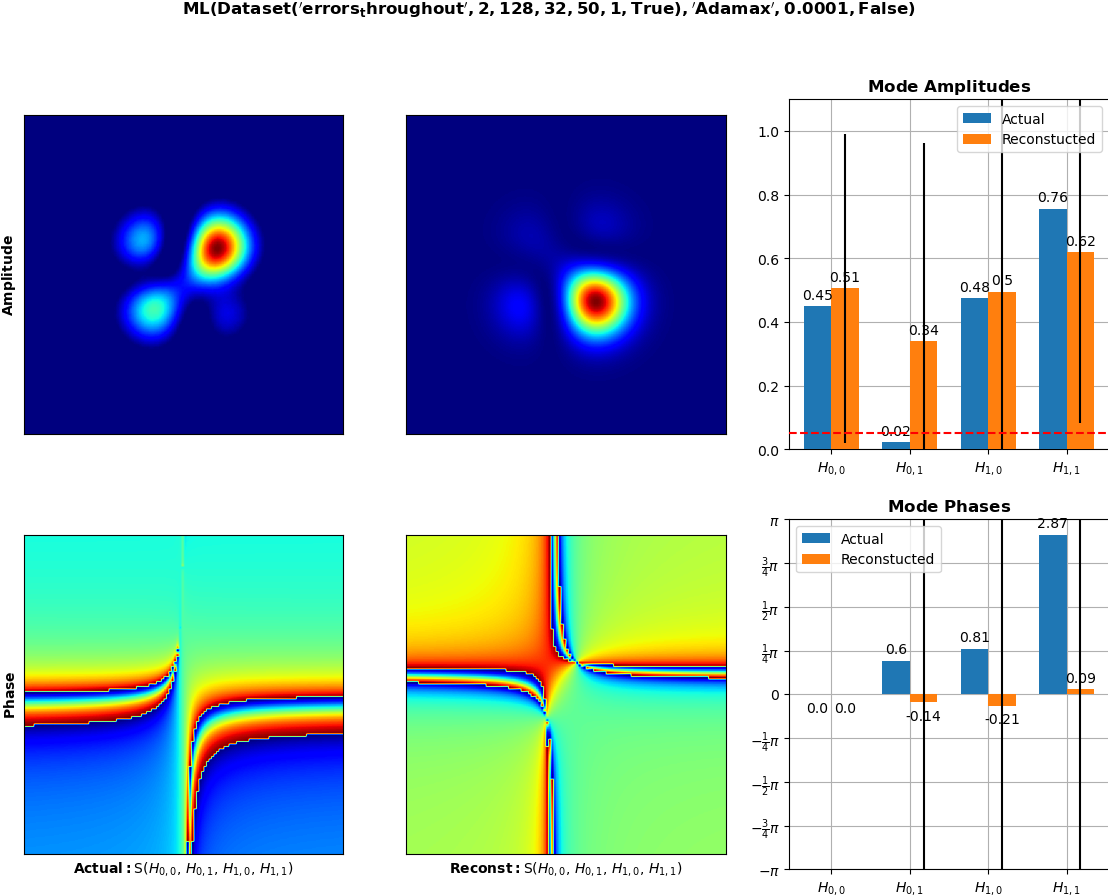 ML(Dataset('errors_throughout', 2, 128, 32, 50, 1, True), 'Adamax', 0.0001, False)
Mode Amplitudes
Amplitude
Actual
Reconstucted
1.0
0.8
0.6
0.4
0.2
0.0
0.45
0.51
0.02
0.34
0.48
0.5
0.76
0.62
H0,0
H0,1
H1,0
H1,1
Phase
Actual: S(H0,0, H0,1, H1,0, H1,1)
Reconst: S(H0,0, H0,1, H1,0, H1,1)
Mode Phases
Actual
Reconstucted
π
3/4π
1/2π
1/4π
0
−1/4π
−1/2π
−3/4π
−π
0.0
0.0
0.6
-0.14
0.81
-0.21
2.87
0.09
H0,0
H0,1
H1,0
H1,1